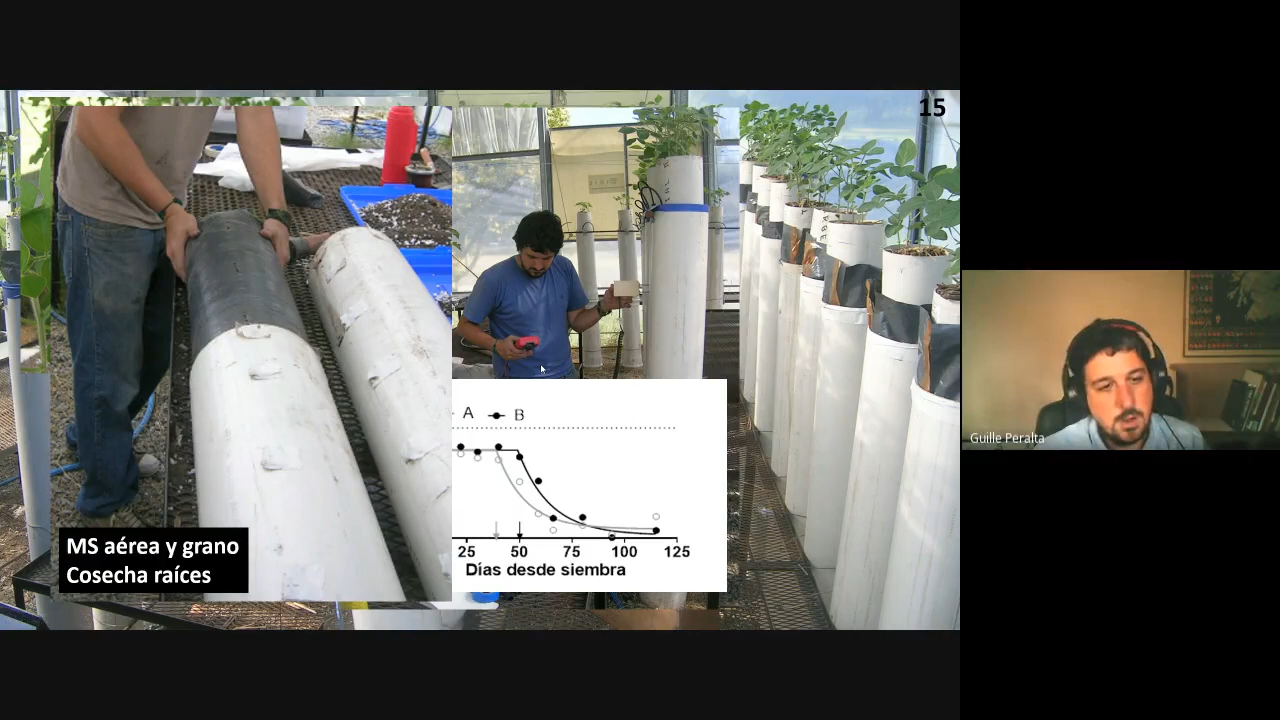 15
A B
25 50 75 100 125
Días desde siembra
MS aérea y grano
Cosecha raíces
Guille Peralta